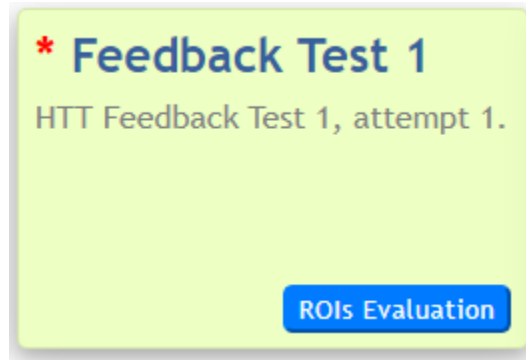 * Feedback Test 1
HTT Feedback Test 1, attempt 1.
ROIs Evaluation